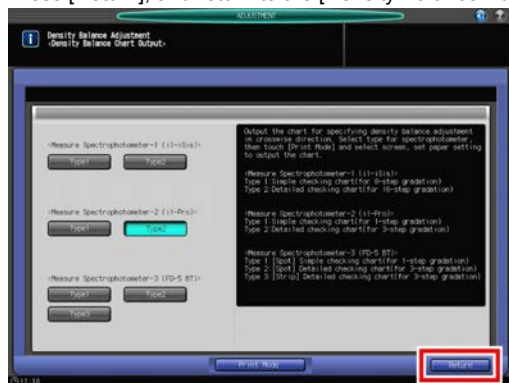 ADJUSTMENT
Density Balance Adjustment
<Density Balance Chart Output>
Output the chart for specifying density balance adjustment
in crosswise direction. Select type for spectrophotometer,
then touch [Print Mode] and select screen, set paper setting
to output the chart.
<Measure Spectrophotometer-1 (i1-iSis)>
Type1
Type2
<Measure Spectrophotometer-1 (i1-iSis)>
Type 1 Simple checking chart(for 8-step gradation)
Type 2 Detailed checking chart(for 16-step gradation)
<Measure Spectrophotometer-2 (i1-Pro)>
Type1
Type2
<Measure Spectrophotometer-2 (i1-Pro)>
Type 1 Simple checking chart(for 1-step gradation)
Type 2 Detailed checking chart(for 3-step gradation)
<Measure Spectrophotometer-3 (FD-5 BT)>
Type1
Type2
Type3
<Measure Spectrophotometer-3 (FD-5 BT)>
Type 1 [Spot] Simple checking chart(for 1-step gradation)
Type 2 [Spot] Detailed checking chart(for 3-step gradation)
Type 3 [Strip] Detailed checking chart(for 3-step gradation)
Print Mode
Return